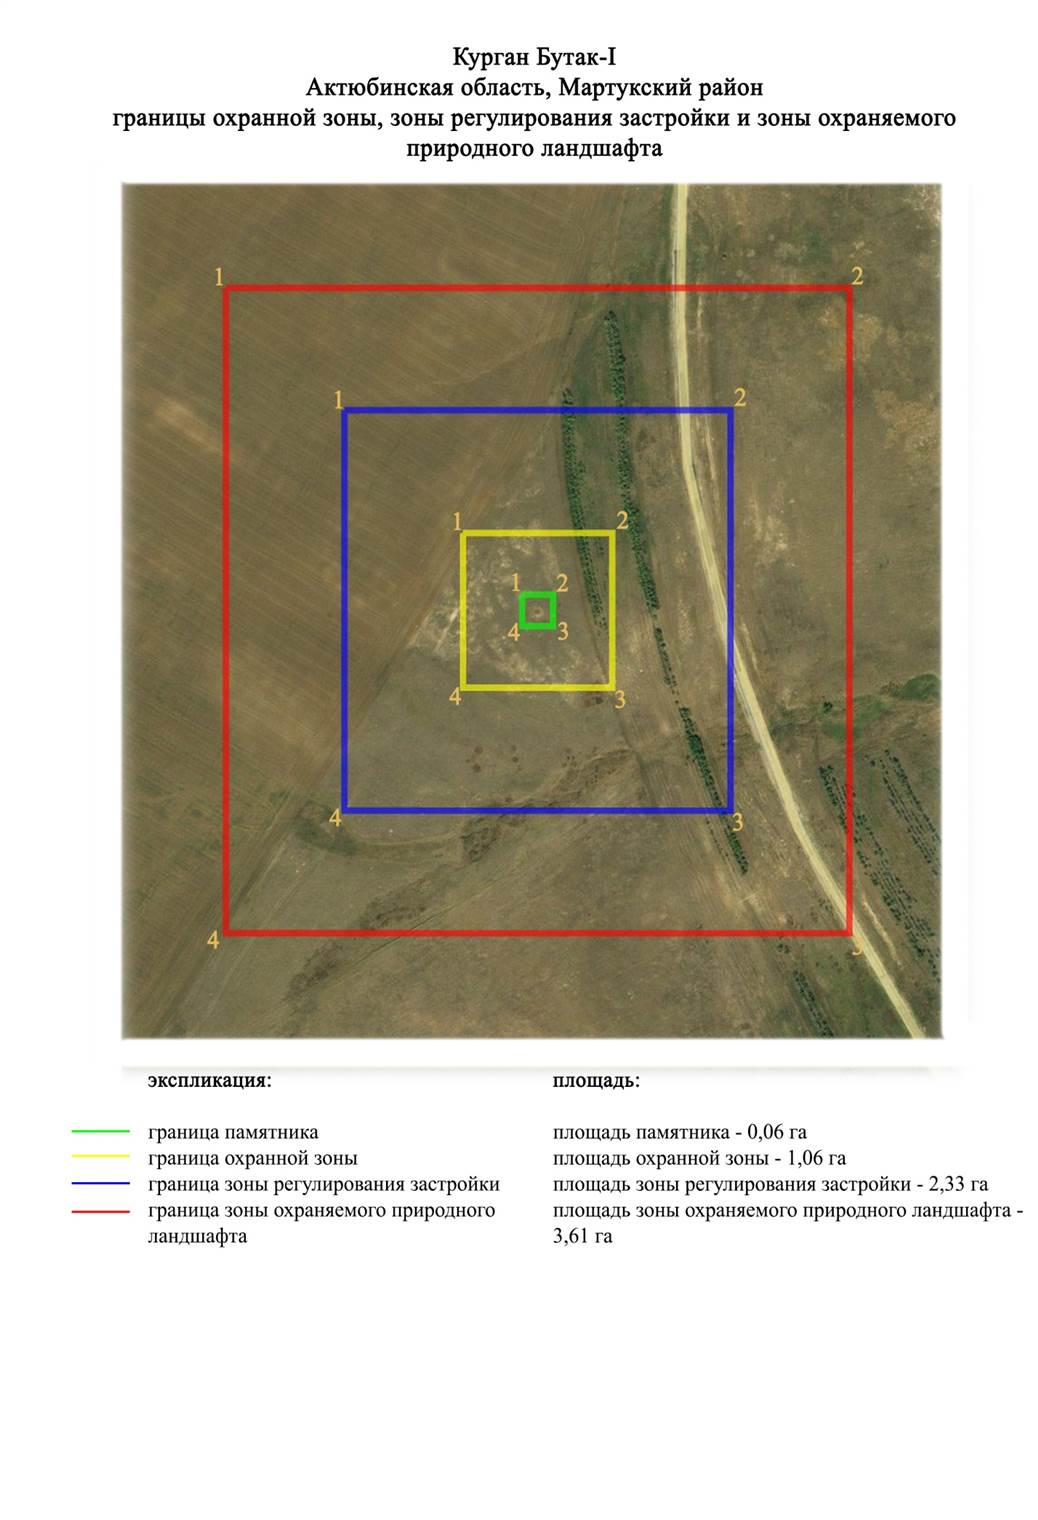 Курган Бутак-I
Актюбинская область, Мартукский район
границы охранной зоны, зоны регулирования застройки и зоны охраняемого
природного ландшафта
1 2
1 2
1 2
1 2
4 3
4 3
4 3
4 3
экспликация: площадь:
граница памятника площадь памятника - 0,06 га
граница охранной зоны площадь охранной зоны - 1,06 га
граница зоны регулирования застройки площадь зоны регулирования застройки - 2,33 га
граница зоны охраняемого природного площадь зоны охраняемого природного ландшафта -
ландшафта 3,61 га